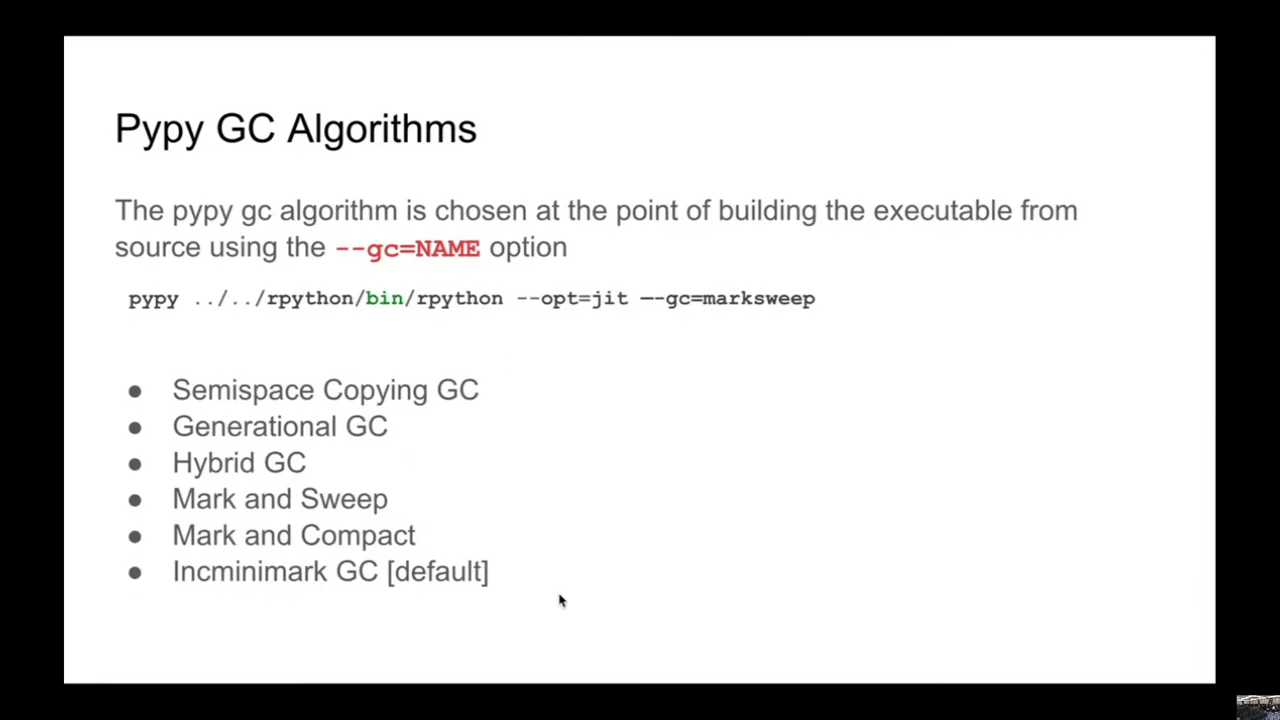 Pypy GC Algorithms
The pypy gc algorithm is chosen at the point of building the executable from
source using the --gc=NAME option
pypy ../../rpython/bin/rpython --opt=jit —-gc=marksweep
● Semispace Copying GC
● Generational GC
● Hybrid GC
● Mark and Sweep
● Mark and Compact
● Incminimark GC [default]